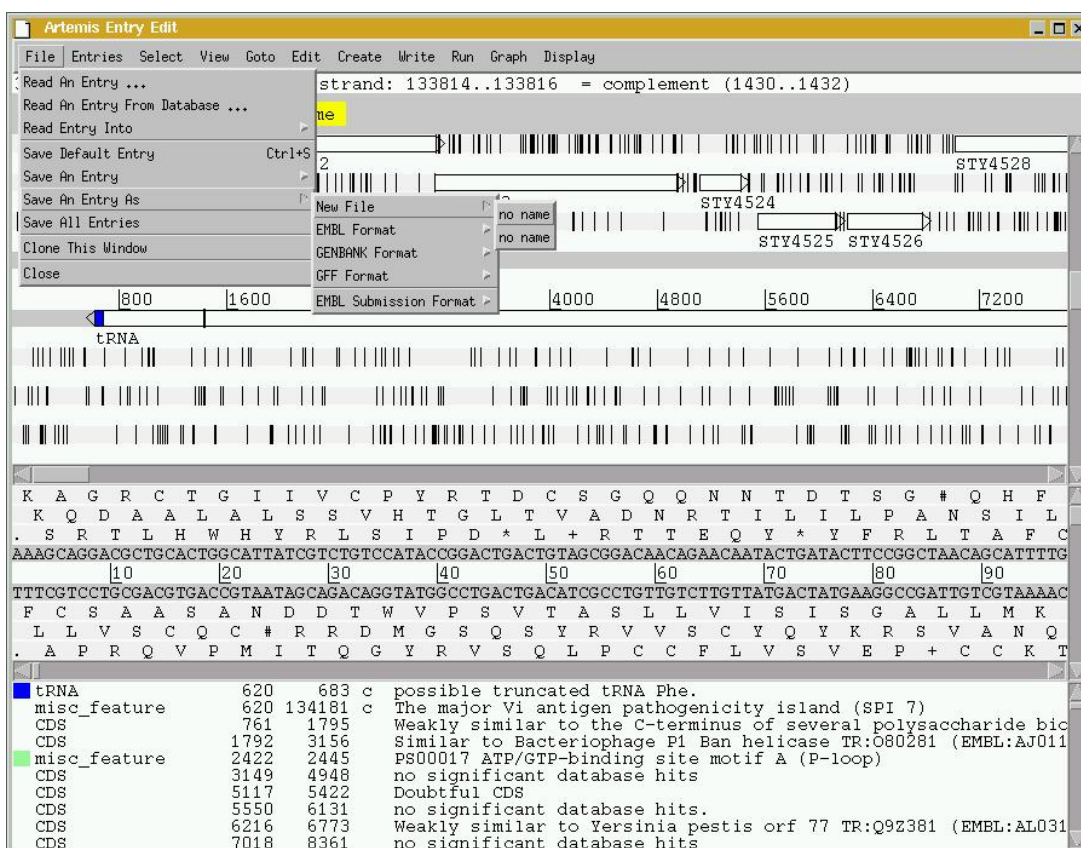 Artemis Entry Edit
File Entries Select View Goto Edit Create Write Run Graph Display
strand: 133814..133816 = complement (1430..1432)
Read An Entry ...
Read An Entry From Database ...
Read Entry Into
Save Default Entry Ctrl+S
Save An Entry
Save An Entry As
Save All Entries
Clone This Window
Close
New File
EMBL Format
GENBANK Format
GFF Format
EMBL Submission Format
no name
no name
me
2
STY4528
STY4524
STY4525 STY4526
800 1600 4000 4800 5600 6400 7200
tRNA
K A G R C T G I I V C P Y R T D C S G Q Q N N T D T S G # Q H F
K Q D A A L A L S S V H T G L T V A D N R T I L I L P A N S I L
. S R T L H W H Y R L S I P D * L + R T T E Q Y * Y F R L T A F C
AAAGCAGGACGCTGCACTGGCATTATCGTCTGTCCATACCGGACTGACTGTAGCGGACAACAGAACAATACTGATACTTCCGGCTAACAGCATTTTG
10 20 30 40 50 60 70 80 90
TTTCGTCCTGCGACGTGACCGTAATAGCAGACAGGTATGGCCTGACTGACATCGCCTGTTGTCTTGTTATGACTATGAAGGCCGATTGTCGTAAAAC
F C S A A S A N D D T W V P S V T A S L L V I S I S G A L L M K
L L V S C Q C # R R D M G S Q S Y R V V S C Y Q Y K R S V A N Q
. A P R Q V P M I T Q G Y R V S Q L P C C F L V S V E P + C C K T
tRNA 620 683 c possible truncated tRNA Phe.
misc_feature 620 134181 c The major Vi antigen pathogenicity island (SPI 7)
CDS 761 1795 Weakly similar to the C-terminus of several polysaccharide bio
CDS 1792 3156 Similar to Bacteriophage P1 Ban helicase TR:O80281 (EMBL:AJ011
misc_feature 2422 2445 PS00017 ATP/GTP-binding site motif A (P-loop)
CDS 3149 4948 no significant database hits
CDS 5117 5422 Doubtful CDS
CDS 5550 6131 no significant database hits.
CDS 6216 6773 Weakly similar to Yersinia pestis orf 77 TR:Q9Z381 (EMBL:AL031
CDS 7018 8361 no significant database hits